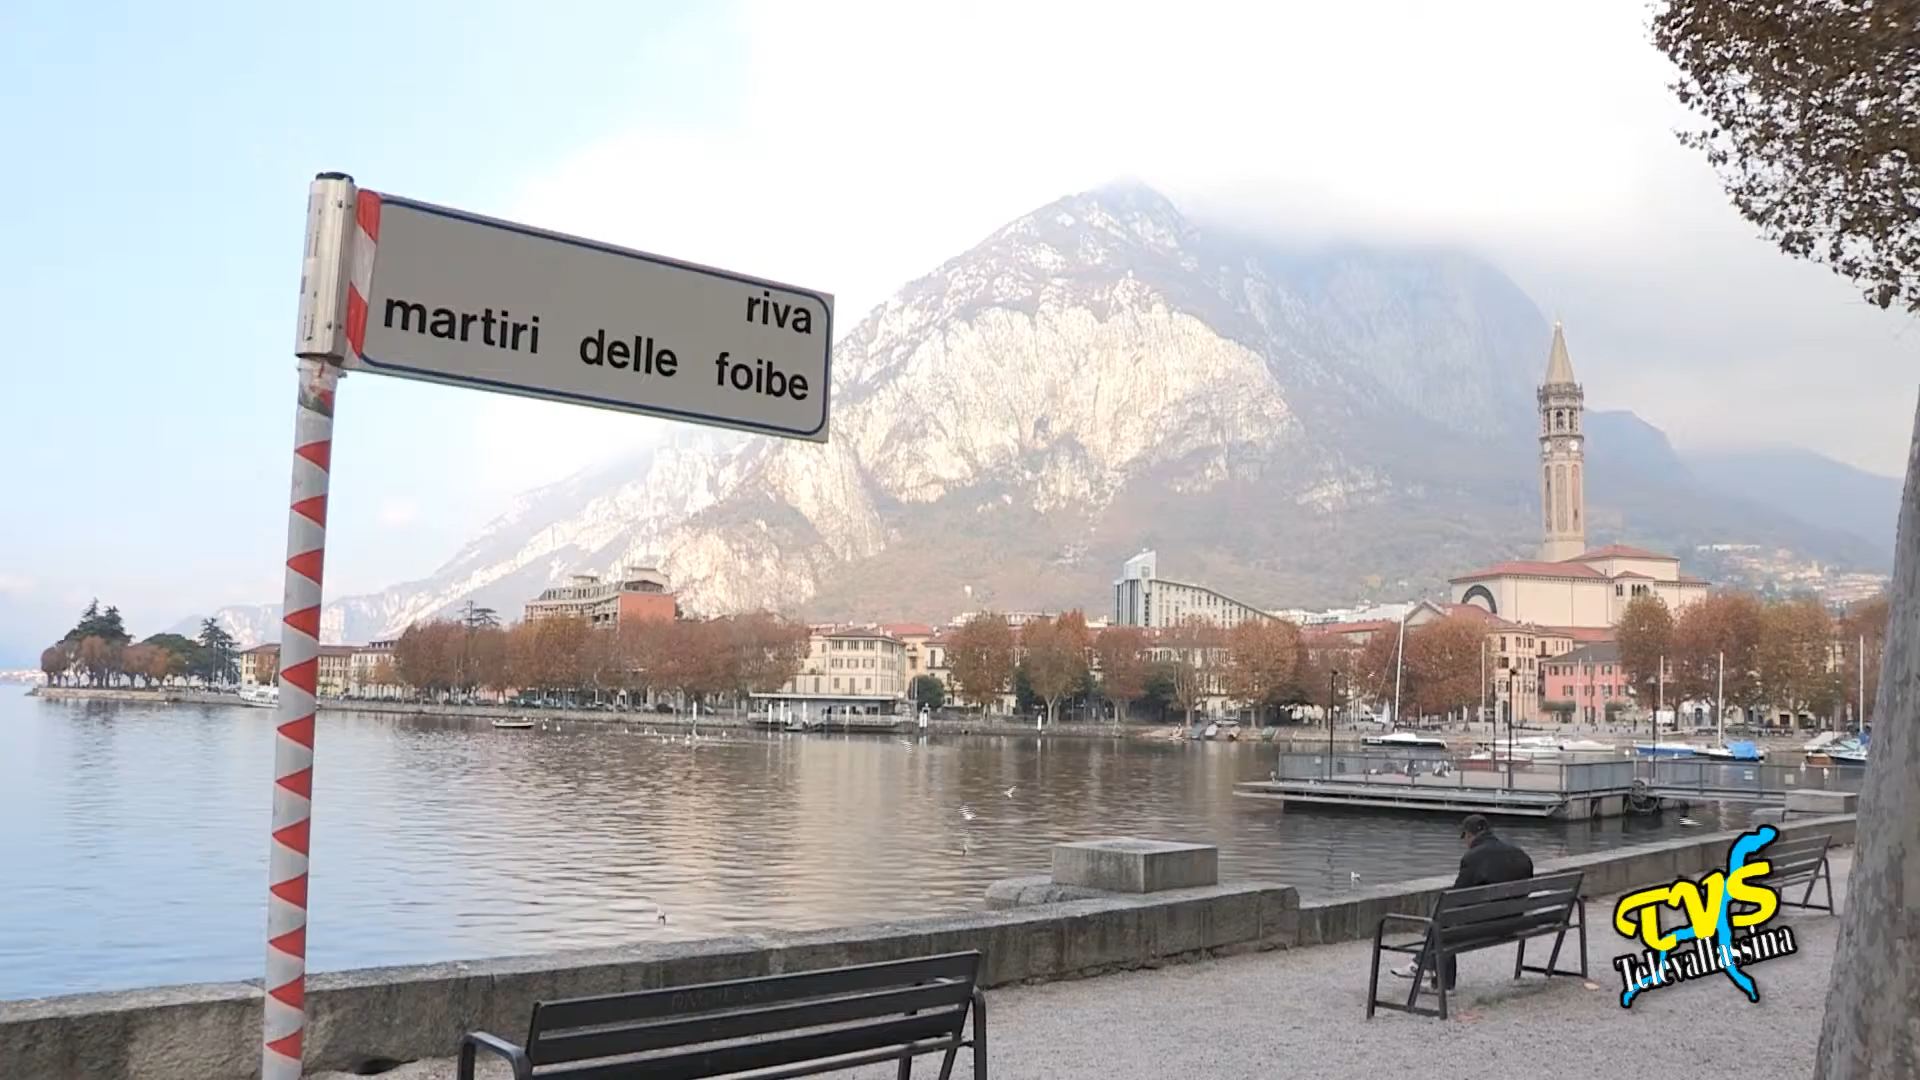 riva
martiri delle foibe
TVS
Televallassina